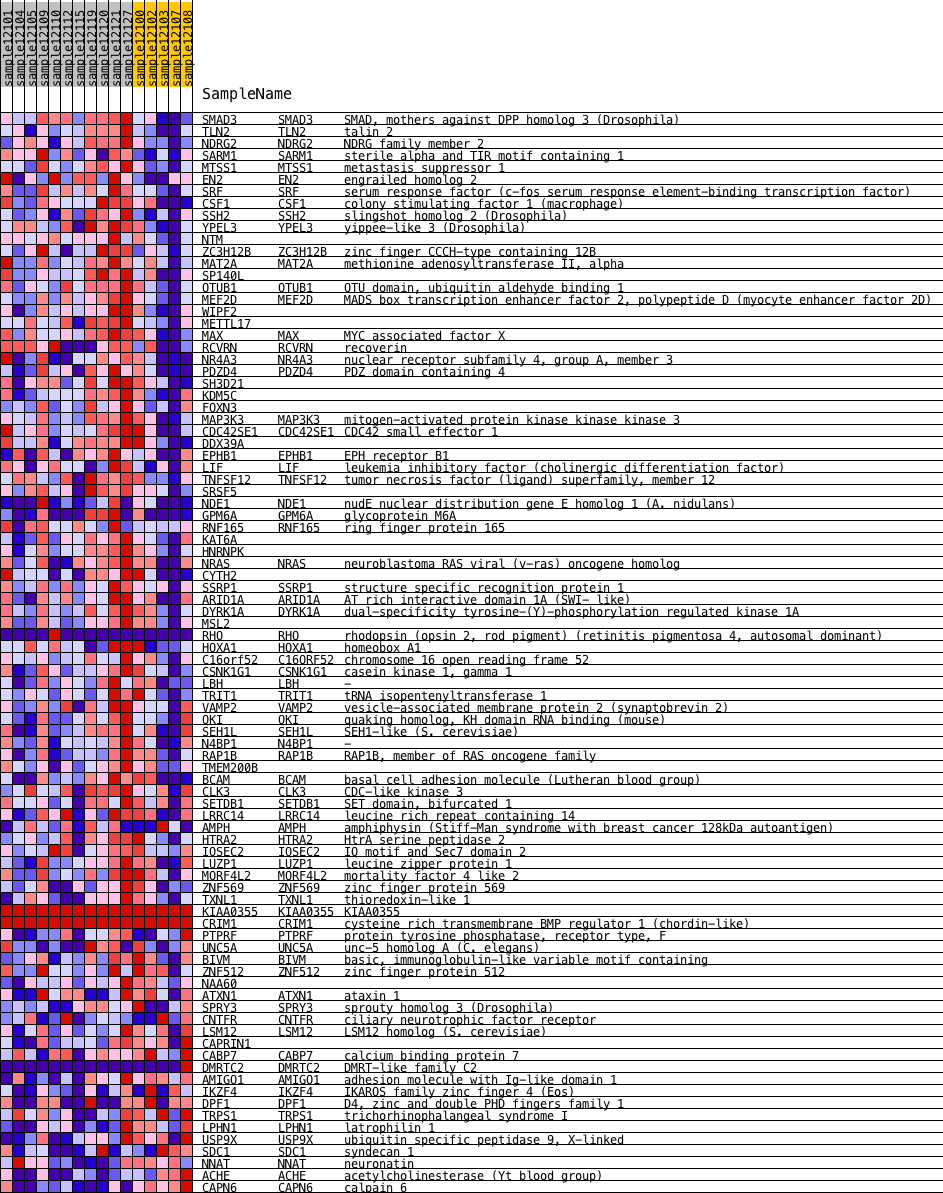 sample12101
sample12104
sample12105
sample12109
sample12110
sample12112
sample12115
sample12119
sample12120
sample12121
sample12127
sample12100
sample12102
sample12103
sample12107
sample12108
SampleName
SMAD3 SMAD3 SMAD, mothers against DPP homolog 3 (Drosophila)
TLN2 TLN2 talin 2
NDRG2 NDRG2 NDRG family member 2
SARM1 SARM1 sterile alpha and TIR motif containing 1
MTSS1 MTSS1 metastasis suppressor 1
EN2 EN2 engrailed homolog 2
SRF SRF serum response factor (c-fos serum response element-binding transcription factor)
CSF1 CSF1 colony stimulating factor 1 (macrophage)
SSH2 SSH2 slingshot homolog 2 (Drosophila)
YPEL3 YPEL3 yippee-like 3 (Drosophila)
NTM
ZC3H12B ZC3H12B zinc finger CCCH-type containing 12B
MAT2A MAT2A methionine adenosyltransferase II, alpha
SP140L
OTUB1 OTUB1 OTU domain, ubiquitin aldehyde binding 1
MEF2D MEF2D MADS box transcription enhancer factor 2, polypeptide D (myocyte enhancer factor 2D)
WIPF2
METTL17
MAX MAX MYC associated factor X
RCVRN RCVRN recoverin
NR4A3 NR4A3 nuclear receptor subfamily 4, group A, member 3
PDZD4 PDZD4 PDZ domain containing 4
SH3D21
KDM5C
FOXN3
MAP3K3 MAP3K3 mitogen-activated protein kinase kinase kinase 3
CDC42SE1 CDC42SE1 CDC42 small effector 1
DDX39A
EPHB1 EPHB1 EPH receptor B1
LIF LIF leukemia inhibitory factor (cholinergic differentiation factor)
TNFSF12 TNFSF12 tumor necrosis factor (ligand) superfamily, member 12
SRSF5
NDE1 NDE1 nudE nuclear distribution gene E homolog 1 (A. nidulans)
GPM6A GPM6A glycoprotein M6A
RNF165 RNF165 ring finger protein 165
KAT6A
HNRNPK
NRAS NRAS neuroblastoma RAS viral (v-ras) oncogene homolog
CYTH2
SSRP1 SSRP1 structure specific recognition protein 1
ARID1A ARID1A AT rich interactive domain 1A (SWI- like)
DYRK1A DYRK1A dual-specificity tyrosine-(Y)-phosphorylation regulated kinase 1A
MSL2
RHO RHO rhodopsin (opsin 2, rod pigment) (retinitis pigmentosa 4, autosomal dominant)
HOXA1 HOXA1 homeobox A1
C16orf52 C16ORF52 chromosome 16 open reading frame 52
CSNK1G1 CSNK1G1 casein kinase 1, gamma 1
LBH LBH -
TRIT1 TRIT1 tRNA isopentenyltransferase 1
VAMP2 VAMP2 vesicle-associated membrane protein 2 (synaptobrevin 2)
QKI QKI quaking homolog, KH domain RNA binding (mouse)
SEH1L SEH1L SEH1-like (S. cerevisiae)
N4BP1 N4BP1 -
RAP1B RAP1B RAP1B, member of RAS oncogene family
TMEM200B
BCAM BCAM basal cell adhesion molecule (Lutheran blood group)
CLK3 CLK3 CDC-like kinase 3
SETDB1 SETDB1 SET domain, bifurcated 1
LRRC14 LRRC14 leucine rich repeat containing 14
AMPH AMPH amphiphysin (Stiff-Man syndrome with breast cancer 128kDa autoantigen)
HTRA2 HTRA2 HtrA serine peptidase 2
IQSEC2 IQSEC2 IQ motif and Sec7 domain 2
LUZP1 LUZP1 leucine zipper protein 1
MORF4L2 MORF4L2 mortality factor 4 like 2
ZNF569 ZNF569 zinc finger protein 569
TXNL1 TXNL1 thioredoxin-like 1
KIAA0355 KIAA0355 KIAA0355
CRIM1 CRIM1 cysteine rich transmembrane BMP regulator 1 (chordin-like)
PTPRF PTPRF protein tyrosine phosphatase, receptor type, F
UNC5A UNC5A unc-5 homolog A (C. elegans)
BIVM BIVM basic, immunoglobulin-like variable motif containing
ZNF512 ZNF512 zinc finger protein 512
NAA60
ATXN1 ATXN1 ataxin 1
SPRY3 SPRY3 sprouty homolog 3 (Drosophila)
CNTFR CNTFR ciliary neurotrophic factor receptor
LSM12 LSM12 LSM12 homolog (S. cerevisiae)
CAPRIN1
CABP7 CABP7 calcium binding protein 7
DMRTC2 DMRTC2 DMRT-like family C2
AMIGO1 AMIGO1 adhesion molecule with Ig-like domain 1
IKZF4 IKZF4 IKAROS family zinc finger 4 (Eos)
DPF1 DPF1 D4, zinc and double PHD fingers family 1
TRPS1 TRPS1 trichorhinophalangeal syndrome I
LPHN1 LPHN1 latrophilin 1
USP9X USP9X ubiquitin specific peptidase 9, X-linked
SDC1 SDC1 syndecan 1
NNAT NNAT neuronatin
ACHE ACHE acetylcholinesterase (Yt blood group)
CAPN6 CAPN6 calpain 6